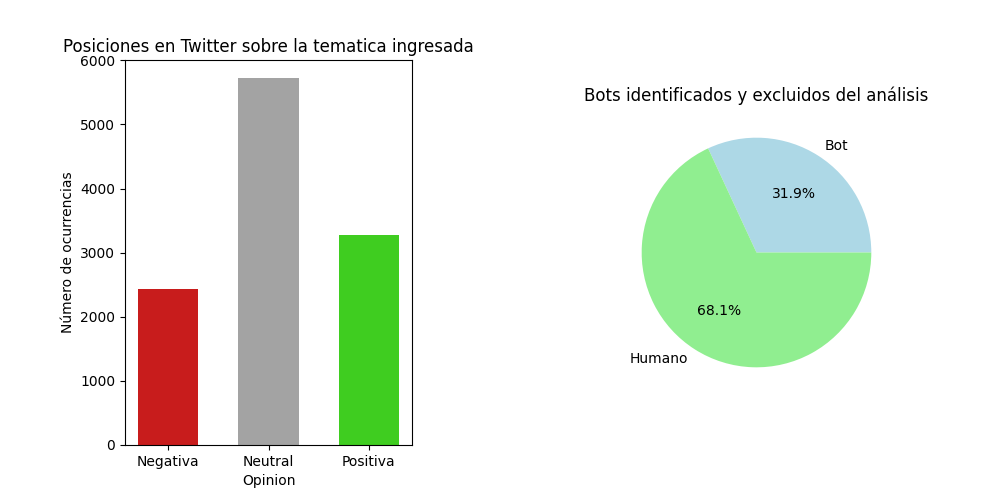 Posiciones en Twitter sobre la tematica ingresada
6000
5000
4000
3000
2000
1000
0
Número de ocurrencias
Negativa
Neutral
Positiva
Opinion
Bots identificados y excluidos del análisis
Bot
31.9%
68.1%
Humano